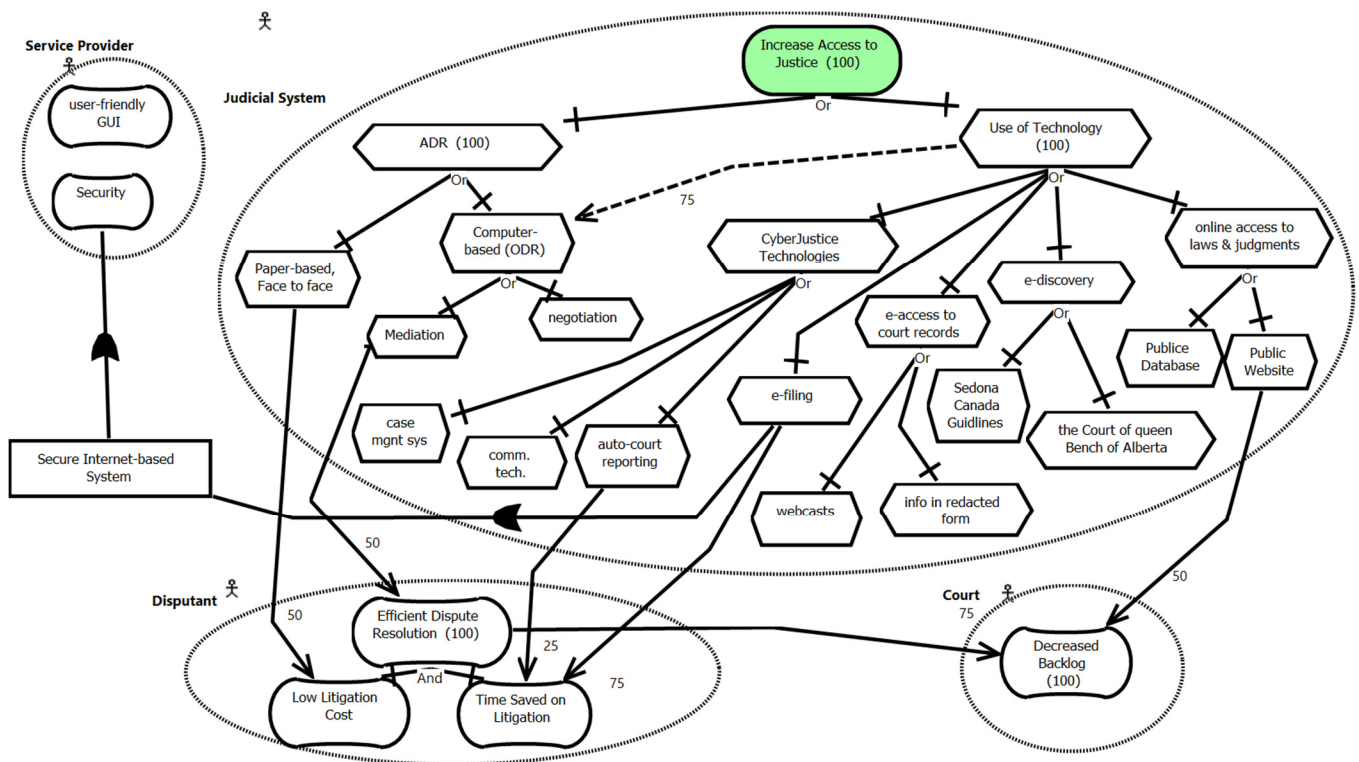 Service Provider
user-friendly
GUI
Security
Secure Internet-based
System
Judicial System
Increase Access to
Justice (100)
Or
ADR (100)
Or
Use of Technology
(100)
Or
75
Paper-based,
Face to face
Computer-
based (ODR)
Or
Mediation
negotiation
CyberJustice
Technologies
Or
case
mgnt sys
comm.
tech.
auto-court
reporting
e-filing
e-access to
court records
Or
webcasts
info in redacted
form
e-discovery
Or
Sedona
Canada
Guidlines
the Court of queen
Bench of Alberta
online access to
laws & judgments
Or
Publice
Database
Public
Website
50
50
25
75
75
50
Disputant
Efficient Dispute
Resolution (100)
And
Low Litigation
Cost
Time Saved on
Litigation
Court
Decreased
Backlog
(100)